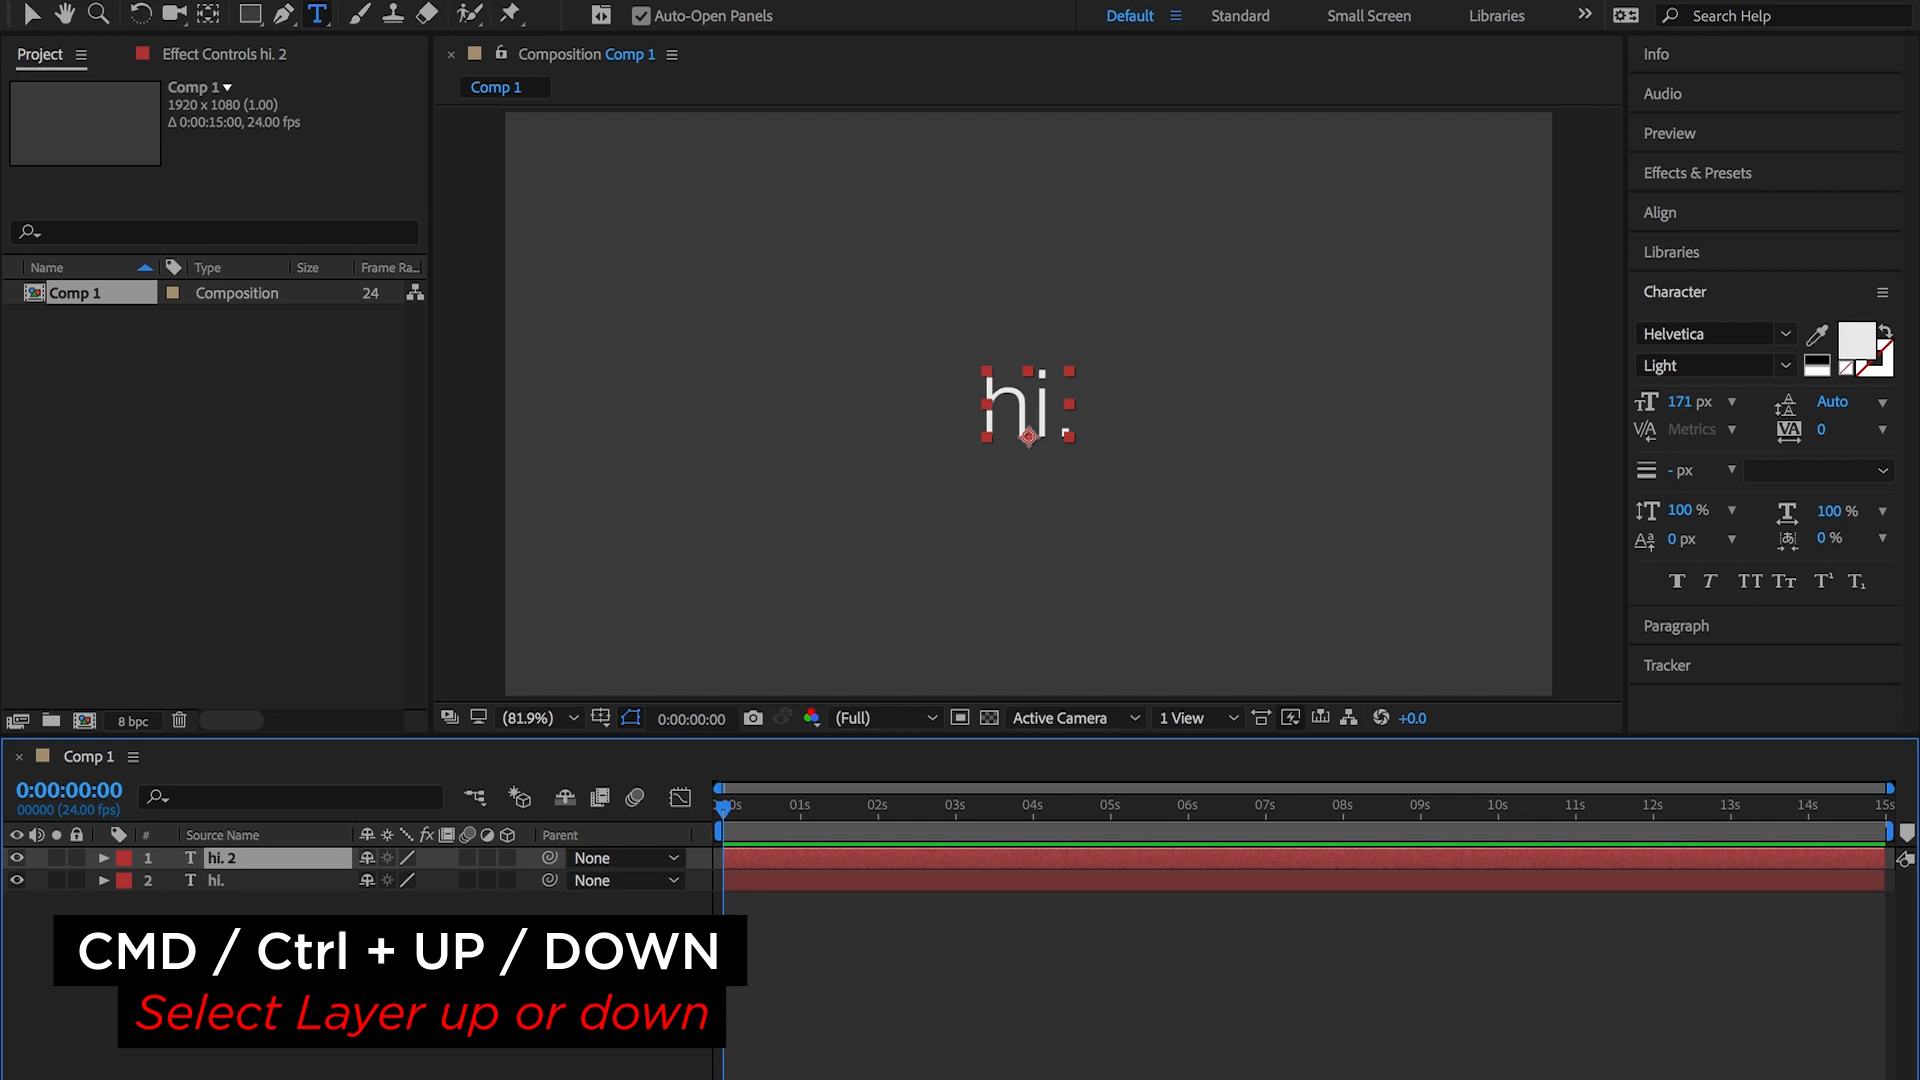 Auto-Open Panels
Default
Standard
Small Screen
Libraries
Search Help
Project
Effect Controls hi. 2
Comp 1
1920 x 1080 (1.00)
Δ 0:00:15:00, 24.00 fps
Name
Type
Size
Frame Ra...
Comp 1
Composition
24
8 bpc
Composition Comp 1
Comp 1
hi.
(81.9%)
0:00:00:00
(Full)
Active Camera
1 View
+0.0
Info
Audio
Preview
Effects & Presets
Align
Libraries
Character
Helvetica
Light
171 px
Auto
Metrics
0
- px
100 %
100 %
0 px
0 %
T T TT Tт T¹ T₁
Paragraph
Tracker
Comp 1
0:00:00:00
00000 (24.00 fps)
01s 02s 03s 04s 05s 06s 07s 08s 09s 10s 11s 12s 13s 14s 15s
# Source Name
fx
Parent
1 T hi. 2 None
2 T hi. None
CMD / Ctrl + UP / DOWN
Select Layer up or down